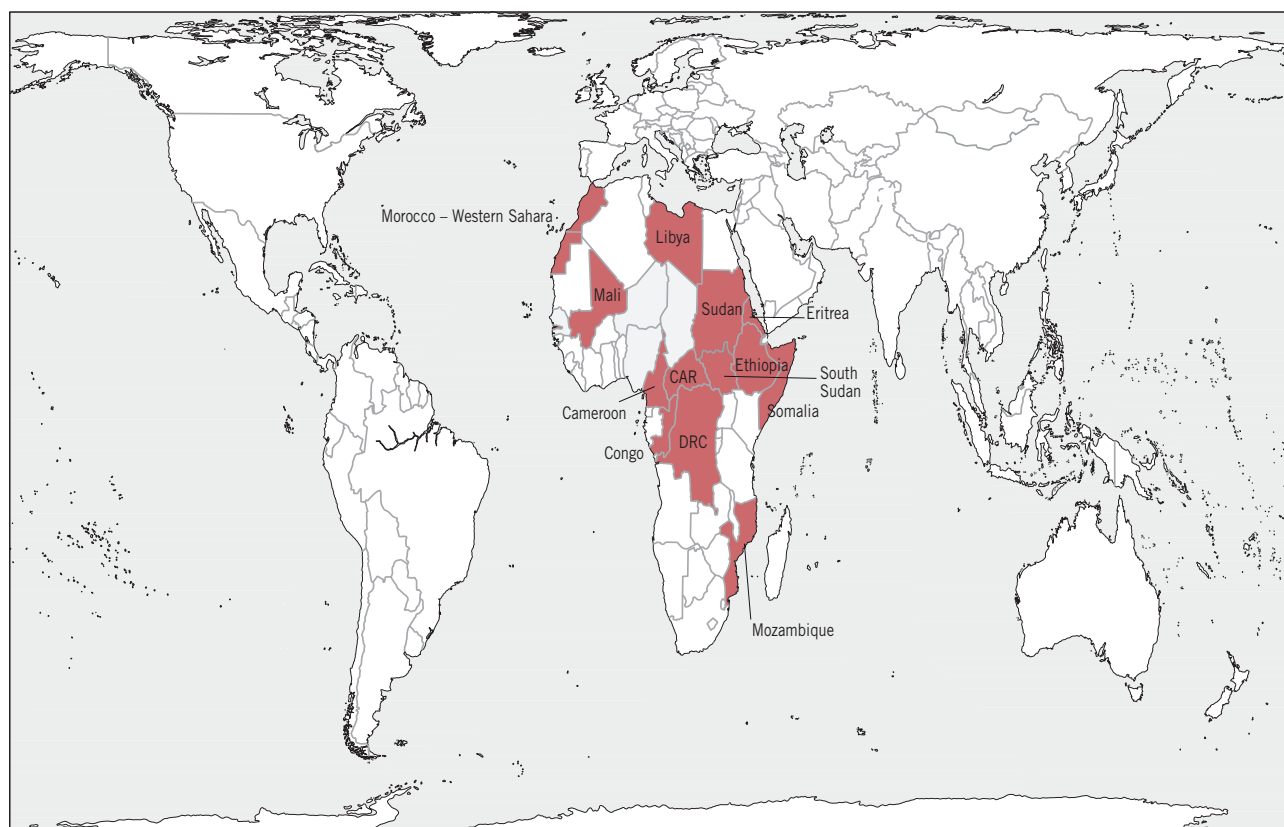 Morocco – Western Sahara
Libya
Mali
Sudan
Eritrea
Ethiopia
South
Sudan
CAR
Cameroon
Somalia
DRC
Congo
Mozambique